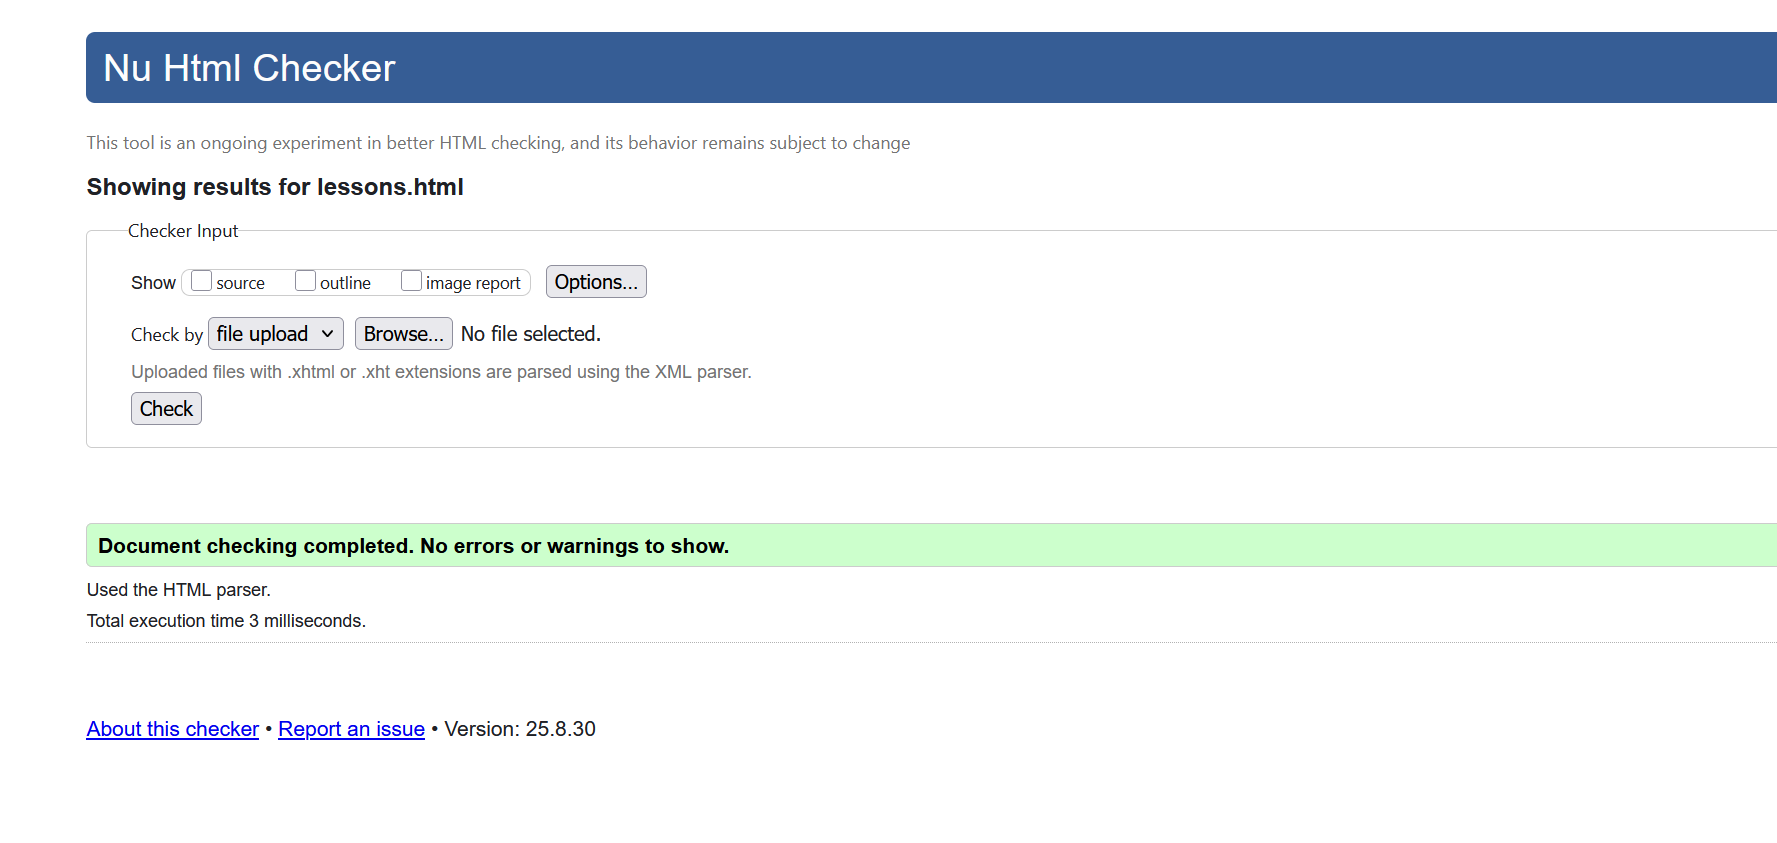 Nu Html Checker
This tool is an ongoing experiment in better HTML checking, and its behavior remains subject to change
Showing results for lessons.html
Checker Input
Show source outline image report Options...
Check by file upload Browse... No file selected.
Uploaded files with .xhtml or .xht extensions are parsed using the XML parser.
Check
Document checking completed. No errors or warnings to show.
Used the HTML parser.
Total execution time 3 milliseconds.
About this checker • Report an issue • Version: 25.8.30